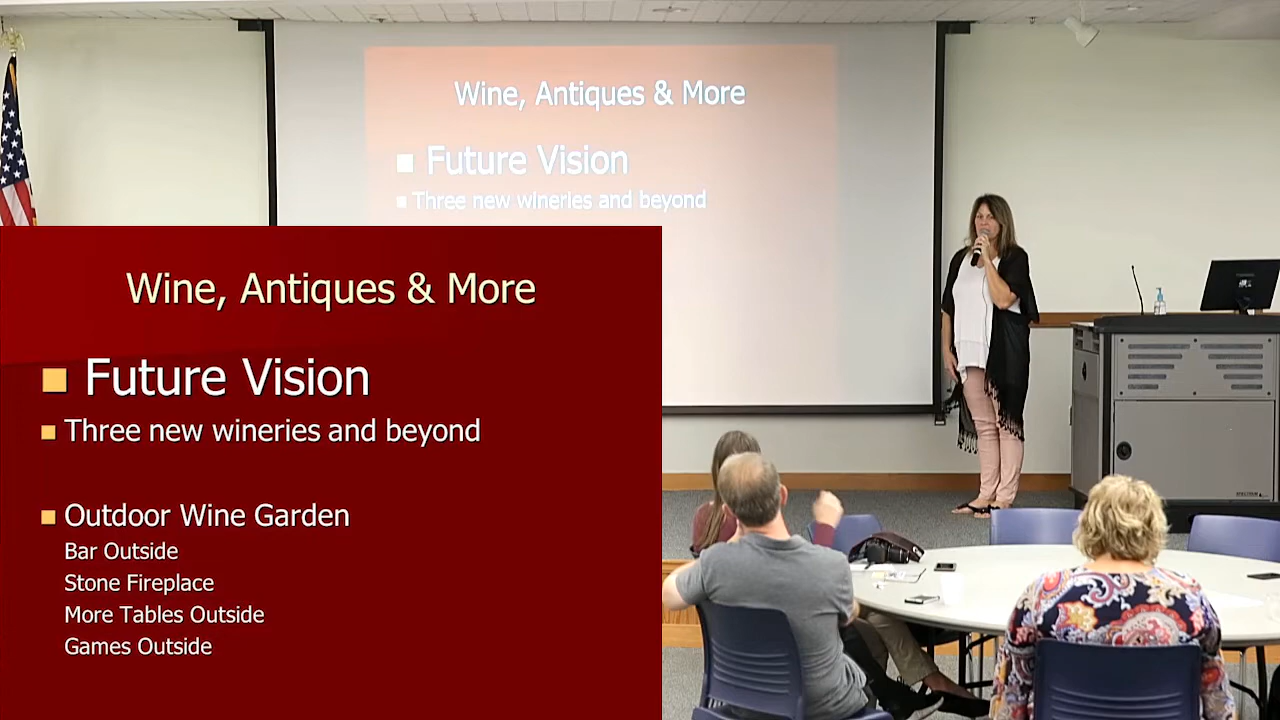 Wine, Antiques & More
Future Vision
Three new wineries and beyond
Wine, Antiques & More
Future Vision
Three new wineries and beyond
Outdoor Wine Garden
Bar Outside
Stone Fireplace
More Tables Outside
Games Outside